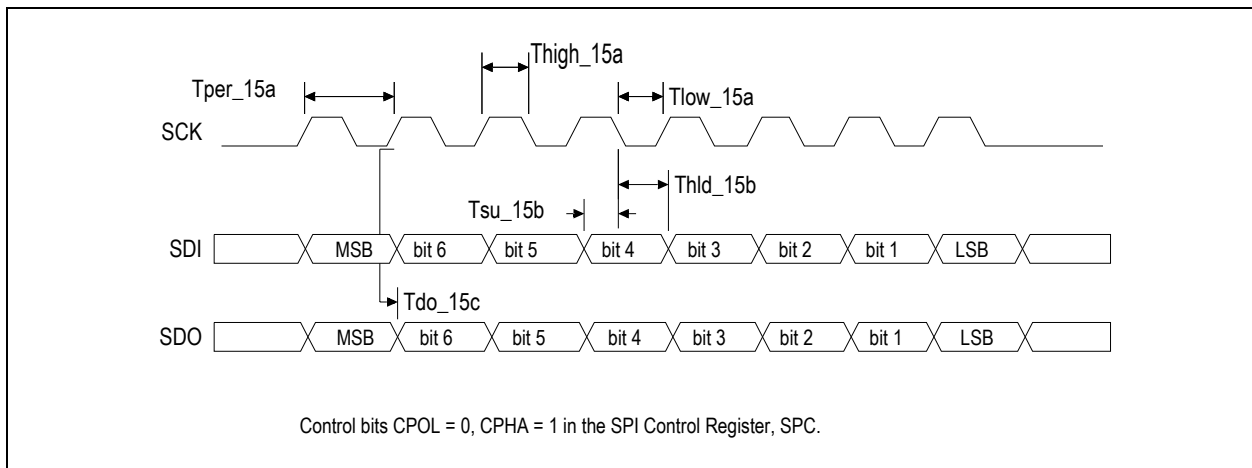 Thigh_15a
Tper_15a
Tlow_15a
SCK
Thld_15b
Tsu_15b
SDI MSB bit 6 bit 5 bit 4 bit 3 bit 2 bit 1 LSB
Tdo_15c
SDO MSB bit 6 bit 5 bit 4 bit 3 bit 2 bit 1 LSB
Control bits CPOL = 0, CPHA = 1 in the SPI Control Register, SPC.